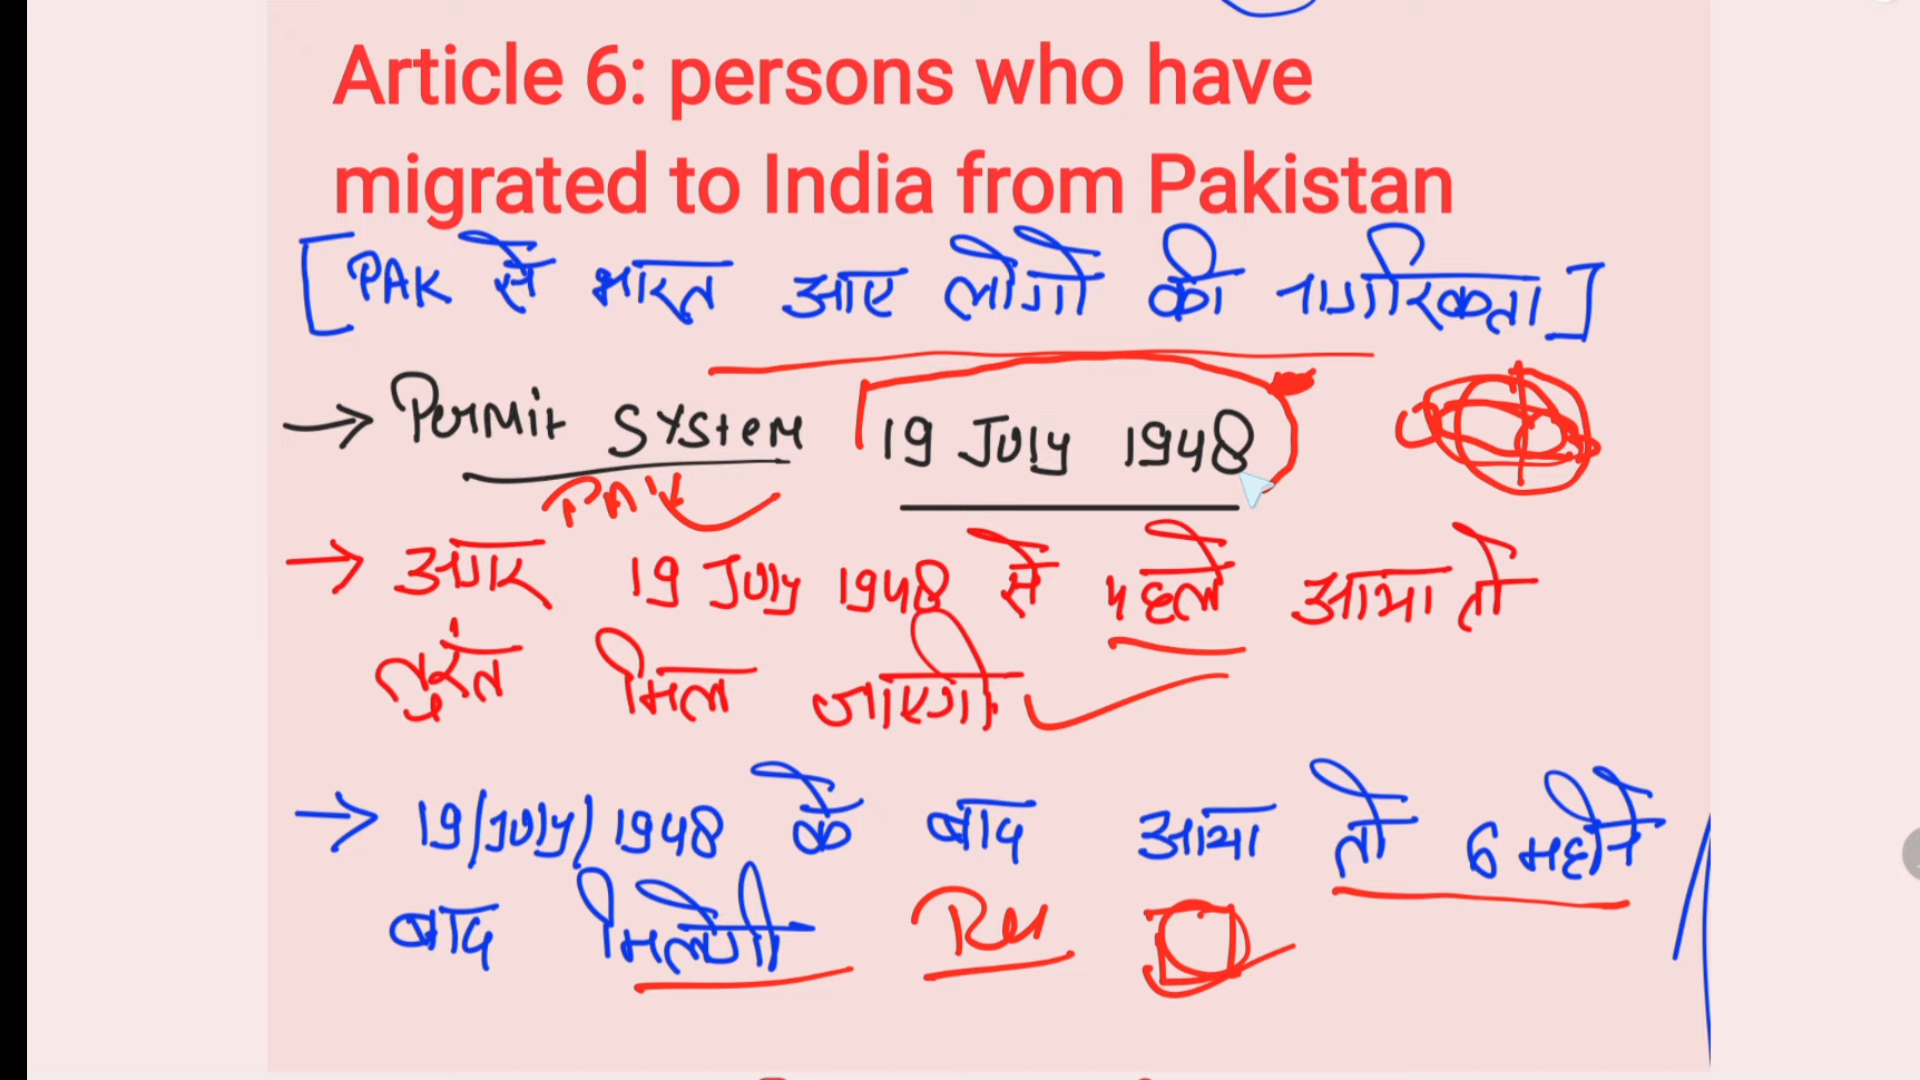 Article 6: persons who have
migrated to India from Pakistan
[PAK से भारत आए लोगो की नागरिकता]
→ Permit System 19 July 1948
PAK
→ अगर 19 July 1948 से पहले आया तो
तुरंत मिल जाएगी
→ 19/July/1948 के बाद आया तो 6 महीने
बाद मिलेगी